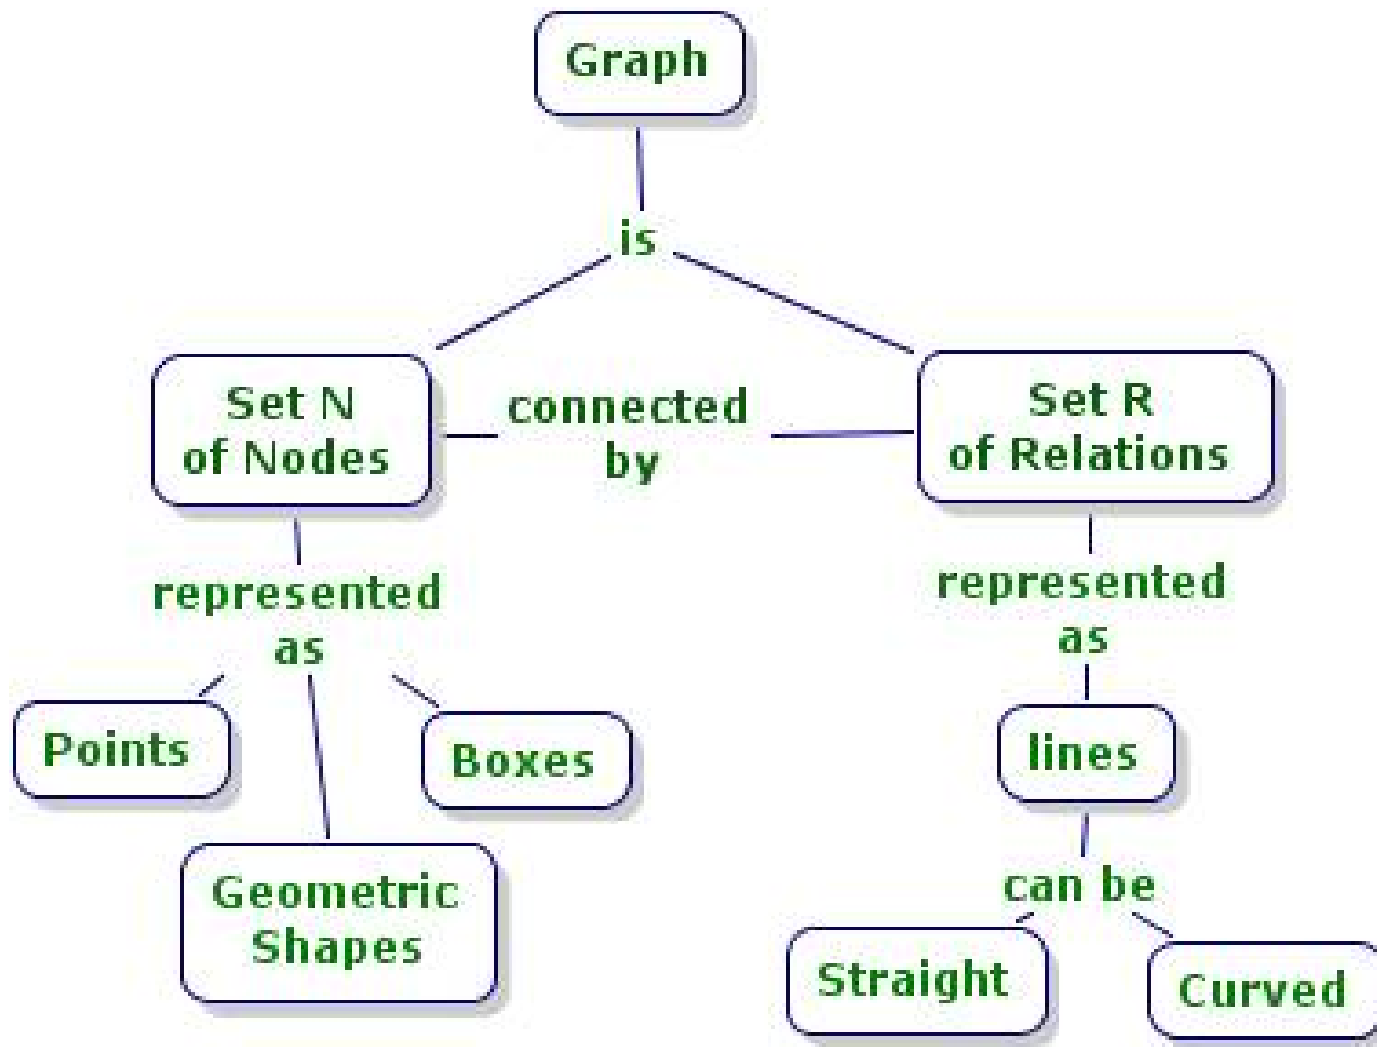 Graph
is
Set N
of Nodes
connected
by
Set R
of Relations
represented
as
represented
as
Points
Boxes
lines
Geometric
Shapes
can be
Straight
Curved